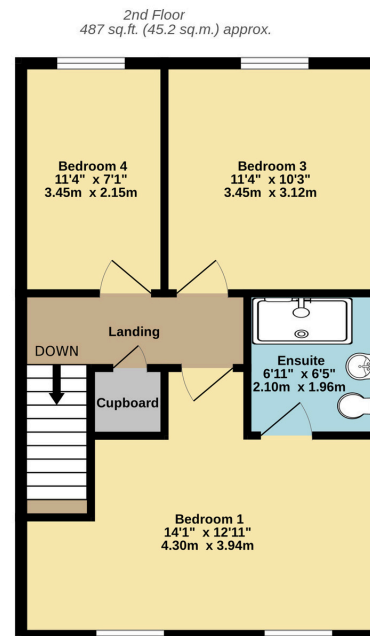 2nd Floor
487 sq.ft. (45.2 sq.m.) approx.
Bedroom 4
11'4" x 7'1"
3.45m x 2.15m
Bedroom 3
11'4" x 10'3"
3.45m x 3.12m
Landing
DOWN
Ensuite
6'11" x 6'5"
2.10m x 1.96m
Cupboard
Bedroom 1
14'1" x 12'11"
4.30m x 3.94m